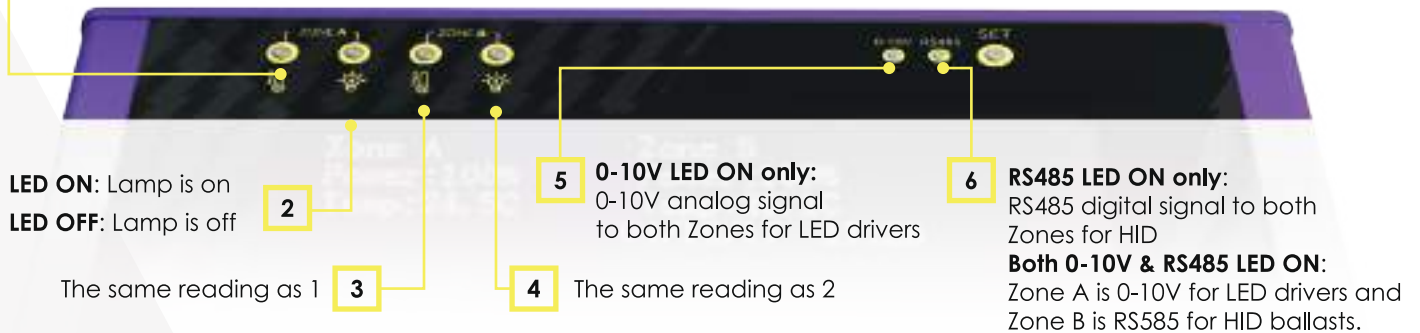 ZONE A
ZONE B
0-10V RS485 SET
LED ON: Lamp is on
LED OFF: Lamp is off
2
The same reading as 1
3
4
The same reading as 2
5
0-10V LED ON only:
0-10V analog signal
to both Zones for LED drivers
6
RS485 LED ON only:
RS485 digital signal to both
Zones for HID
Both 0-10V & RS485 LED ON:
Zone A is 0-10V for LED drivers and
Zone B is RS585 for HID ballasts.
Zone A
Zone B